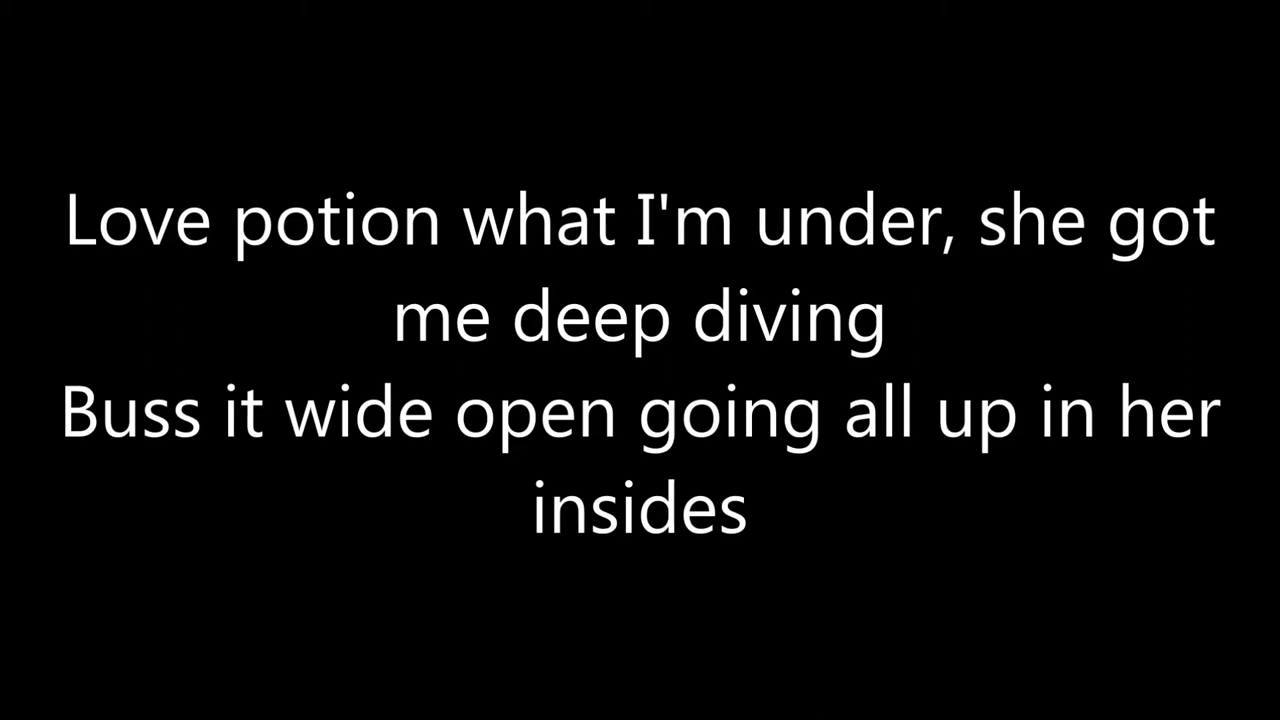 Love potion what I'm under, she got
me deep diving
Buss it wide open going all up in her
insides